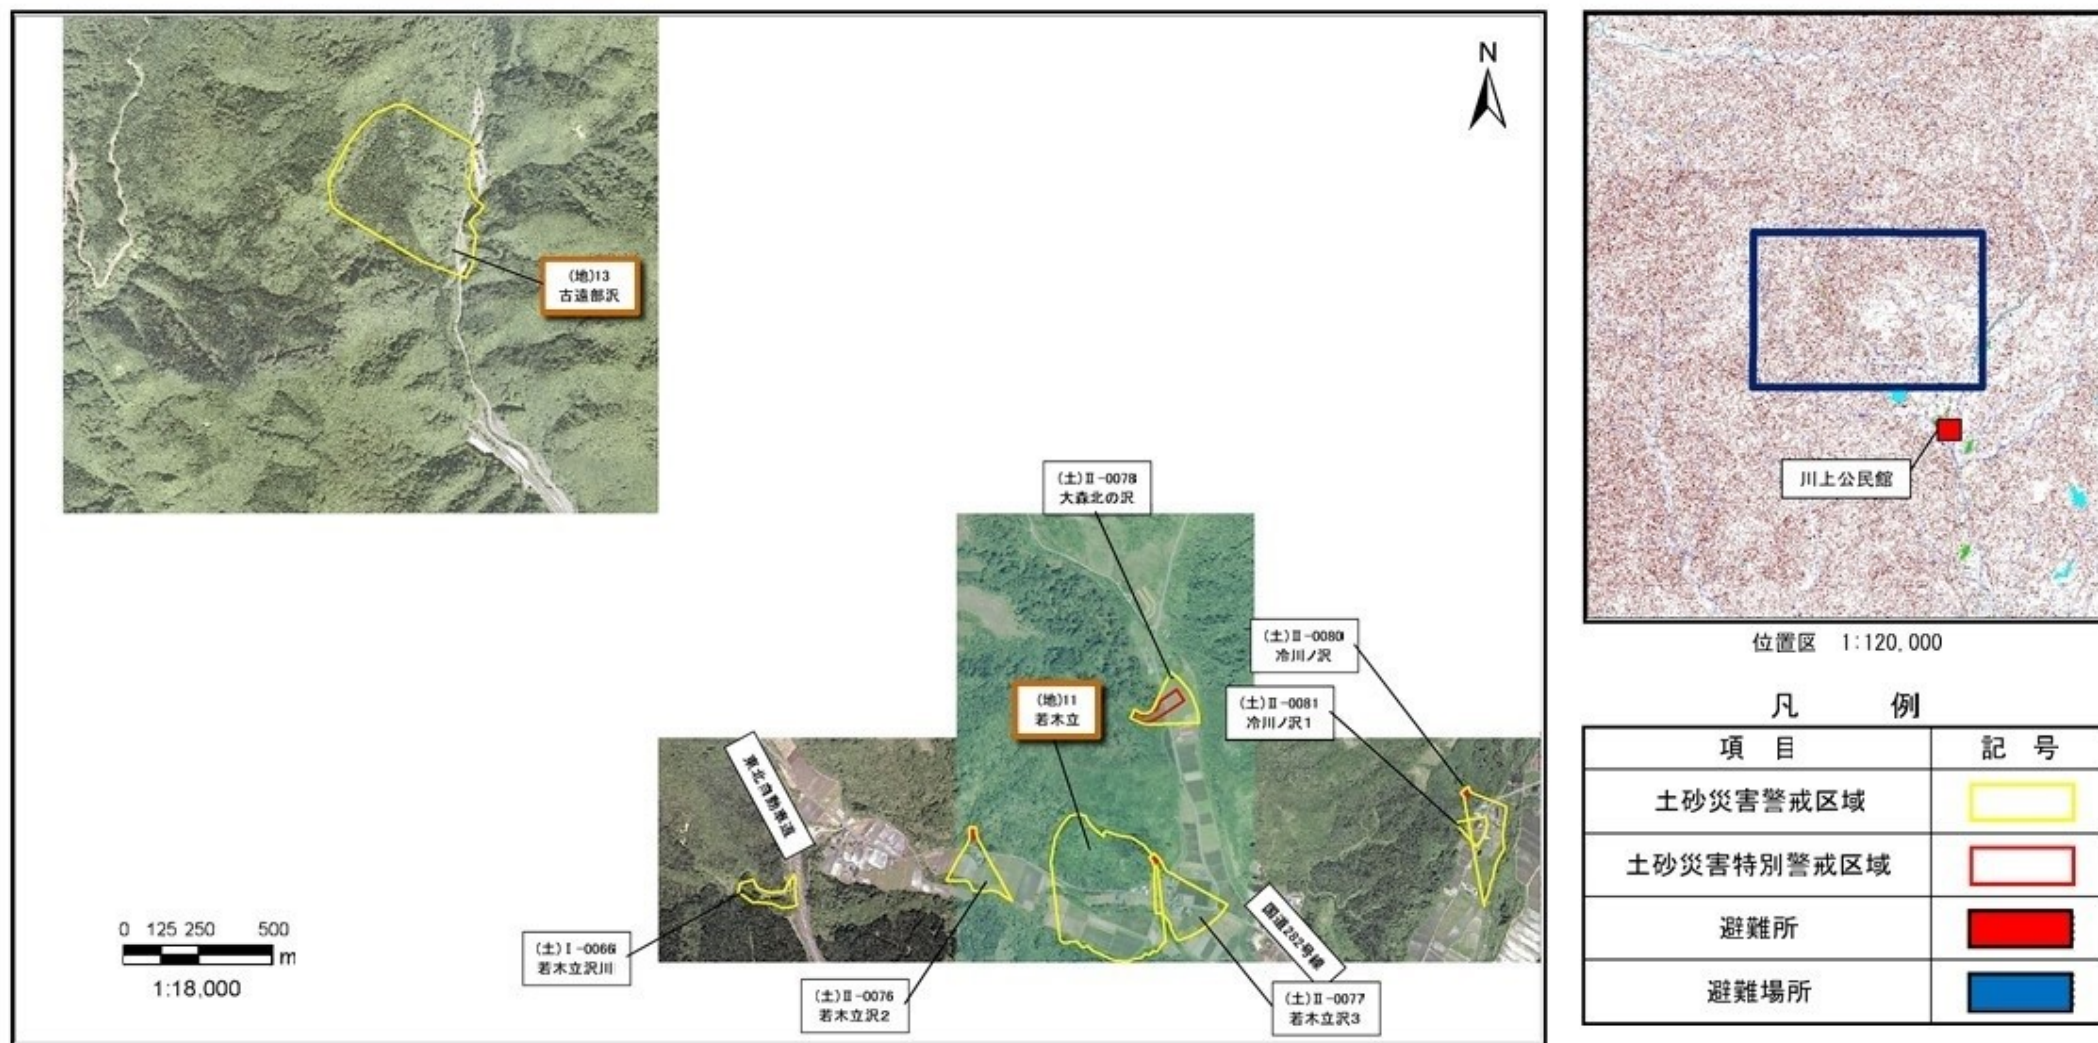 N
(地)13
古遠部沢
(土)Ⅱ-0078
大森北の沢
(土)Ⅱ-0080
冷川ノ沢
(地)11
若木立
(土)Ⅱ-0081
冷川ノ沢1
東北自動車道
国道282号線
(土)Ⅰ-0066
若木立沢川
(土)Ⅱ-0076
若木立沢2
(土)Ⅱ-0077
若木立沢3
0 125 250 500
m
1:18,000
川上公民館
位置区 1:120,000
凡 例
項 目 記 号
土砂災害警戒区域
土砂災害特別警戒区域
避難所
避難場所